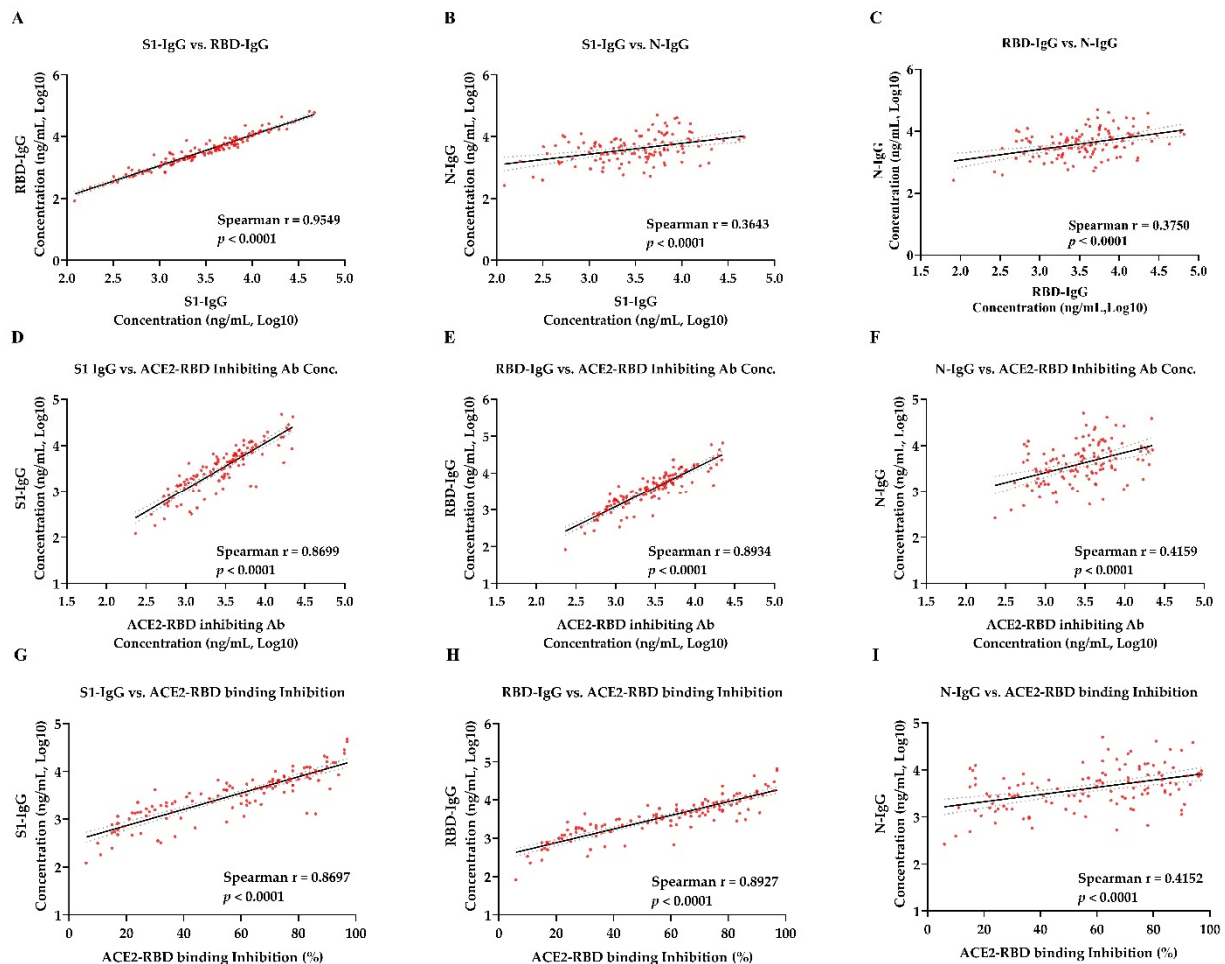 A
S1-IgG vs. RBD-IgG
RBD-IgG
Concentration (ng/mL, Log10)
6
4
2
0
Spearman r = 0.9549
p < 0.0001
2.0 2.5 3.0 3.5 4.0 4.5 5.0
S1-IgG
Concentration (ng/mL, Log10)
B
S1-IgG vs. N-IgG
N-IgG
Concentration (ng/mL, Log10)
6
4
2
0
Spearman r = 0.3643
p < 0.0001
2.0 2.5 3.0 3.5 4.0 4.5 5.0
S1-IgG
Concentration (ng/mL, Log10)
C
RBD-IgG vs. N-IgG
N-IgG
Concentration (ng/mL, Log10)
6
4
2
0
Spearman r = 0.3750
p < 0.0001
1.5 2.0 2.5 3.0 3.5 4.0 4.5 5.0
RBD-IgG
Concentration (ng/mL,Log10)
D
S1 IgG vs. ACE2-RBD Inhibiting Ab Conc.
S1-IgG
Concentration (ng/mL, Log10)
5
4
3
2
1
Spearman r = 0.8699
p < 0.0001
1.5 2.0 2.5 3.0 3.5 4.0 4.5 5.0
ACE2-RBD inhibiting Ab
Concentration (ng/mL, Log10)
E
RBD-IgG vs. ACE2-RBD Inhibiting Ab Conc.
RBD-IgG
Concentration (ng/mL, Log10)
6
5
4
3
2
1
Spearman r = 0.8934
p < 0.0001
1.5 2.0 2.5 3.0 3.5 4.0 4.5 5.0
ACE2-RBD inhibiting Ab
Concentration (ng/mL, Log10)
F
N-IgG vs. ACE2-RBD Inhibiting Ab Conc.
N-IgG
Concentration (ng/mL, Log10)
5
4
3
2
1
Spearman r = 0.4159
p < 0.0001
1.5 2.0 2.5 3.0 3.5 4.0 4.5 5.0
ACE2-RBD inhibiting Ab
Concentration (ng/mL, Log10)
G
S1-IgG vs. ACE2-RBD binding Inhibition
S1-IgG
Concentration (ng/mL, Log10)
5
4
3
2
1
Spearman r = 0.8697
p < 0.0001
0 20 40 60 80 100
ACE2-RBD binding Inhibition (%)
H
RBD-IgG vs. ACE2-RBD binding Inhibition
RBD-IgG
Concentration (ng/mL, Log10)
6
5
4
3
2
1
Spearman r = 0.8927
p < 0.0001
0 20 40 60 80 100
ACE2-RBD binding Inhibition (%)
I
N-IgG vs. ACE2-RBD binding Inhibition
N-IgG
Concentration (ng/mL, Log10)
5
4
3
2
1
Spearman r = 0.4152
p < 0.0001
0 20 40 60 80 100
ACE2-RBD binding Inhibition (%)